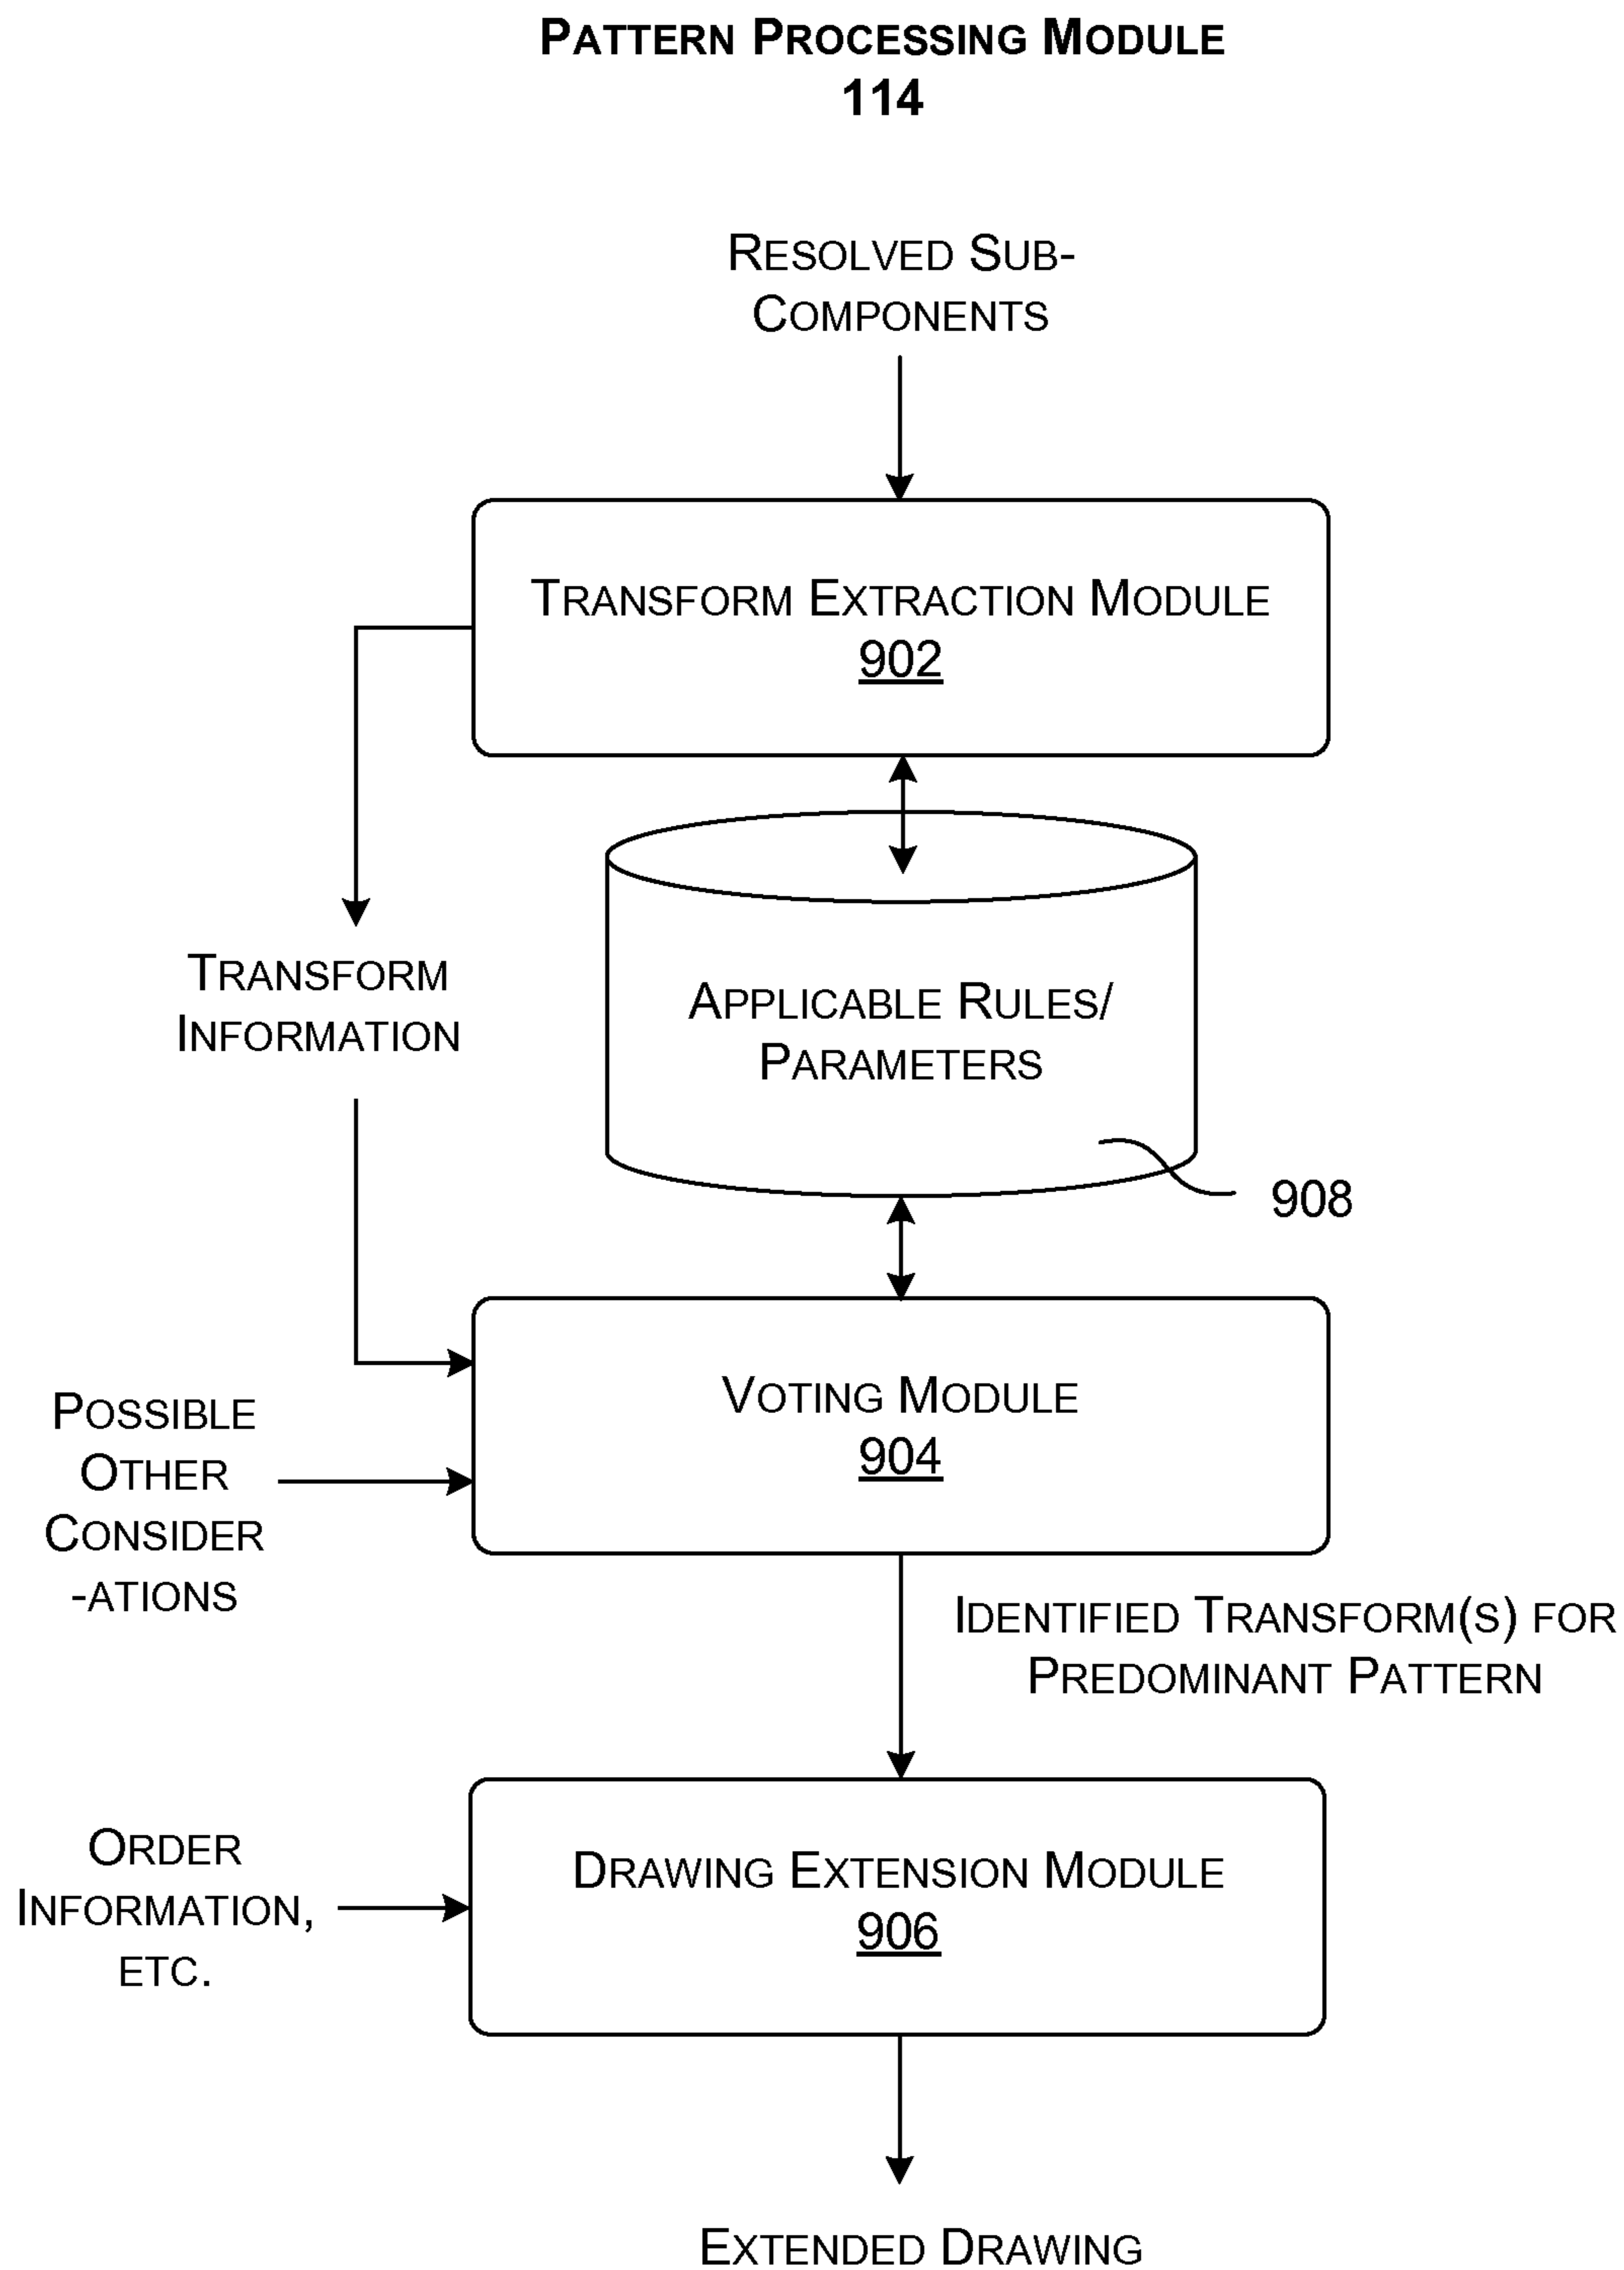 PATTERN PROCESSING MODULE
114
RESOLVED SUB-
COMPONENTS
TRANSFORM EXTRACTION MODULE
902
TRANSFORM
INFORMATION
APPLICABLE RULES/
PARAMETERS
908
VOTING MODULE
904
POSSIBLE
OTHER
CONSIDER
-ATIONS
IDENTIFIED TRANSFORM(S) FOR
PREDOMINANT PATTERN
DRAWING EXTENSION MODULE
906
ORDER
INFORMATION,
ETC.
EXTENDED DRAWING